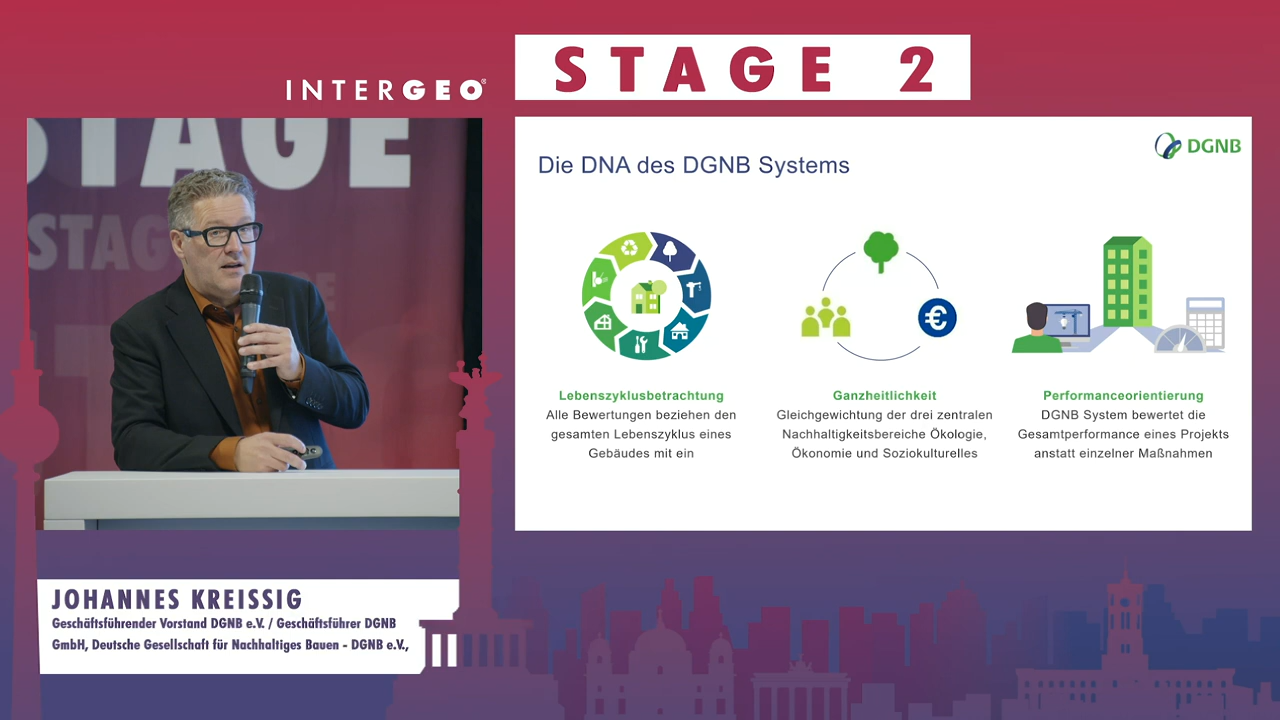 INTERGEO®
STAGE 2
STAGE
STAGE
DGNB
Die DNA des DGNB Systems
Lebenszyklusbetrachtung
Alle Bewertungen beziehen den
gesamten Lebenszyklus eines
Gebäudes mit ein
Ganzheitlichkeit
Gleichgewichtung der drei zentralen
Nachhaltigkeitsbereiche Ökologie,
Ökonomie und Soziokulturelles
Performanceorientierung
DGNB System bewertet die
Gesamtperformance eines Projekts
anstatt einzelner Maßnahmen
JOHANNES KREISSIG
Geschäftsführender Vorstand DGNB e.V. / Geschäftsführer DGNB
GmbH, Deutsche Gesellschaft für Nachhaltiges Bauen - DGNB e.V.,